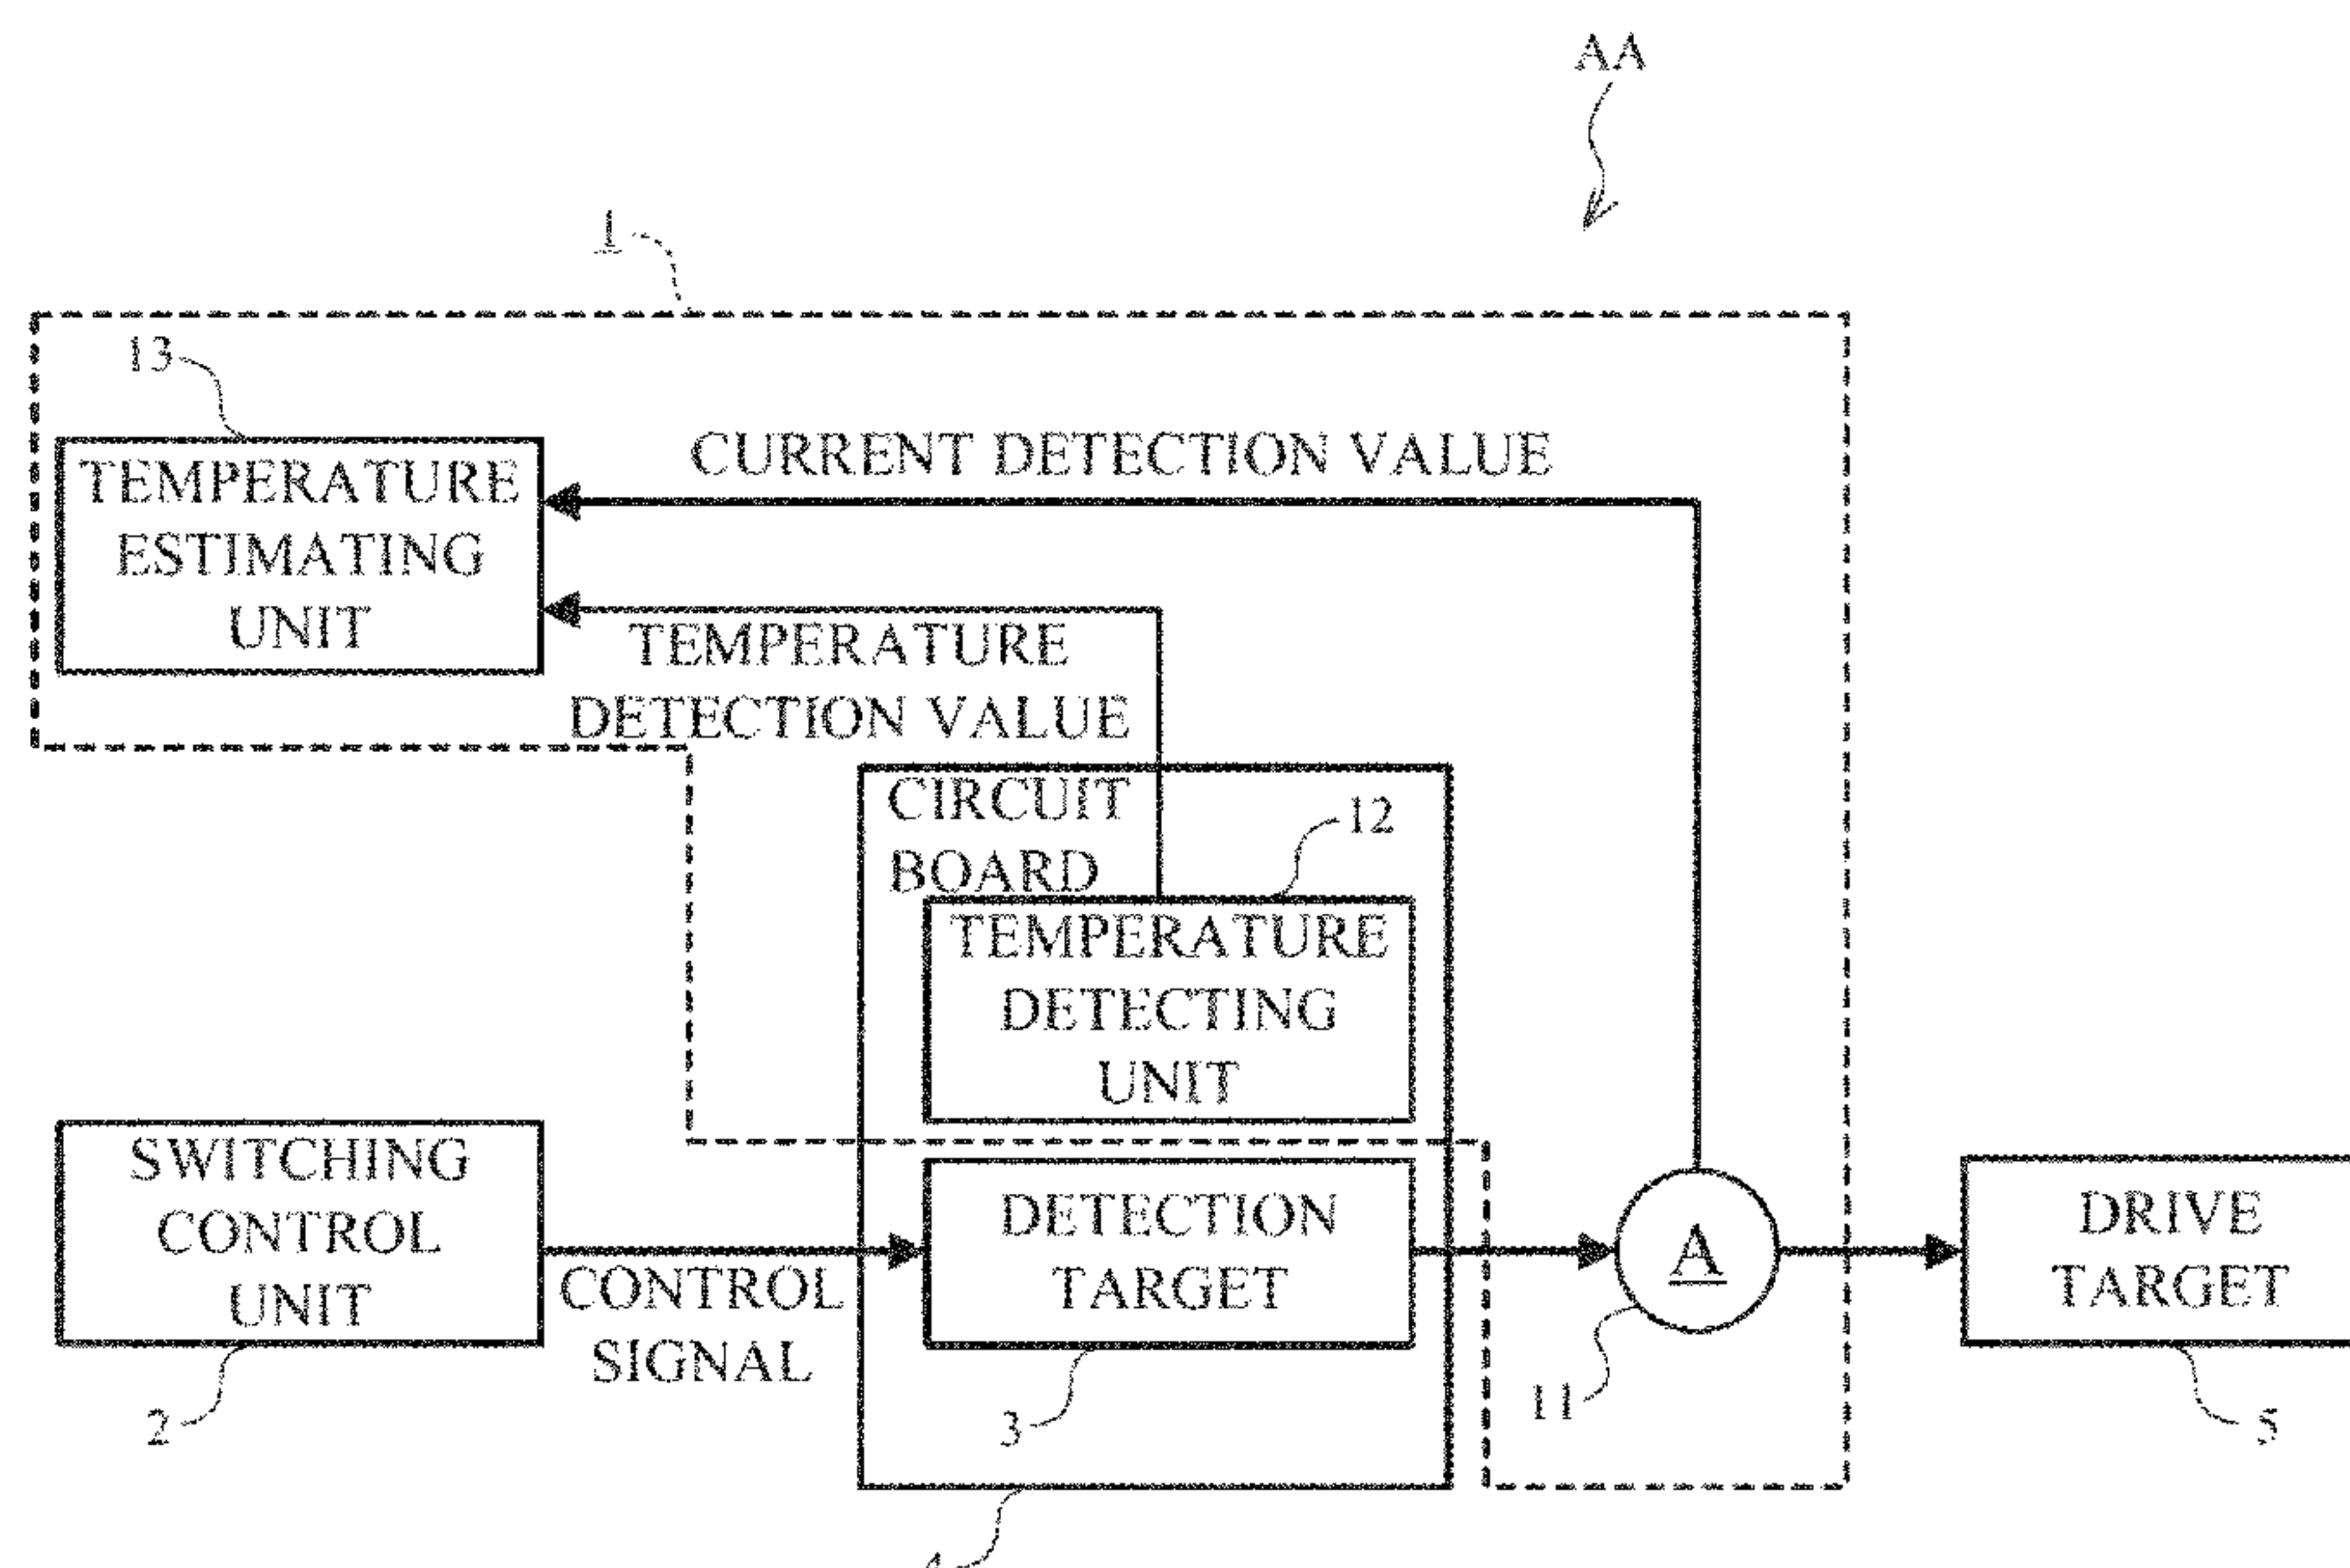 AA
1
13
CURRENT DETECTION VALUE
TEMPERATURE
ESTIMATING
UNIT
TEMPERATURE
DETECTION VALUE
CIRCUIT
BOARD
12
TEMPERATURE
DETECTING
UNIT
SWITCHING
CONTROL
UNIT
CONTROL
SIGNAL
DETECTION
TARGET
A
DRIVE
TARGET
11
2
3
5
4